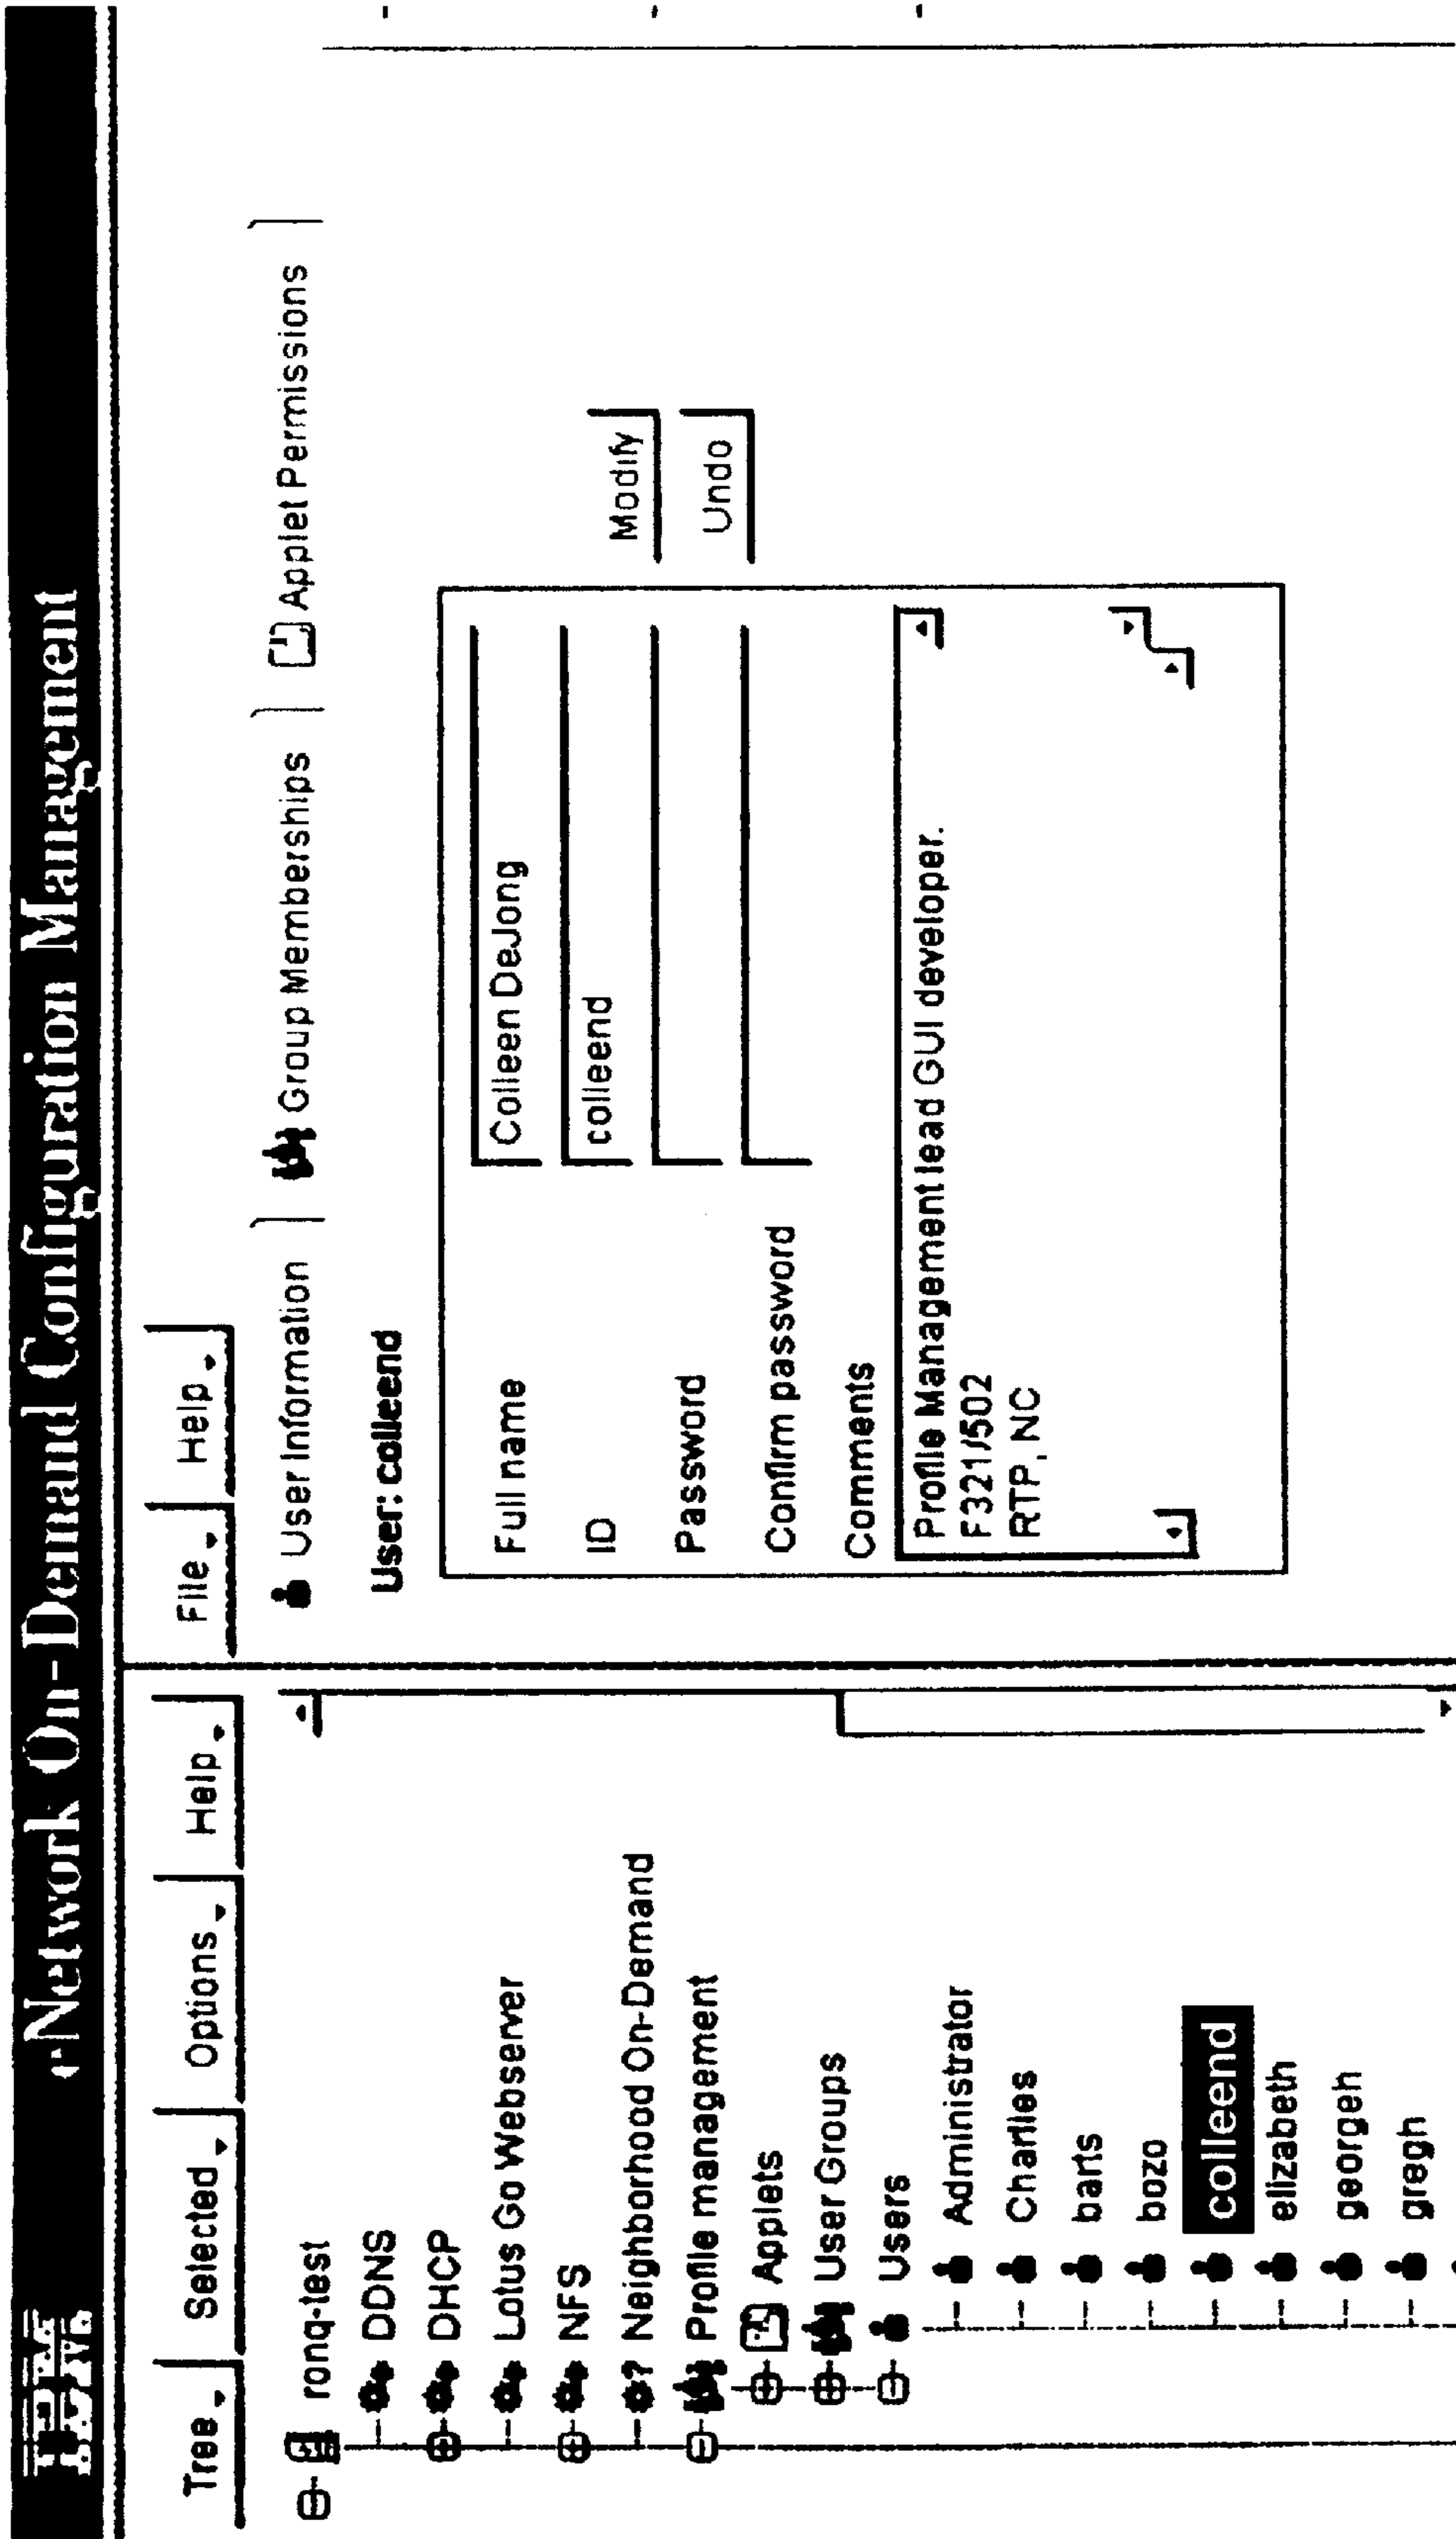 IBM
eNetwork On-Demand Configuration Management
Tree Selected Options Help
ronq-test
DDNS
DHCP
Lotus Go Webserver
NFS
Neighborhood On-Demand
Profile management
Applets
User Groups
Users
Administrator
Charlies
barts
bozo
colleend
elizabeth
georgeh
gregh
File Help
User Information Group Memberships Applet Permissions
User: colleend
Full name Colleen DeJong
ID colleend Modify
Password Undo
Confirm password
Comments
Profile Management lead GUI developer.
F321/502
RTP, NC